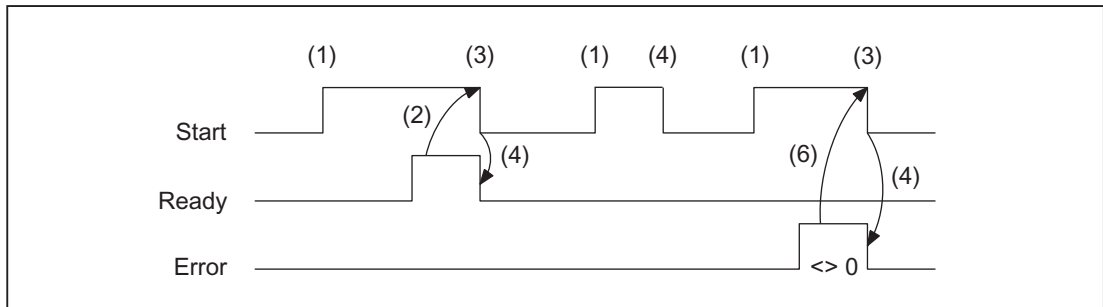 (1) (3) (1) (4) (1) (3)
Start
(2)
(6)
(4)
(4)
Ready
Error
<> 0